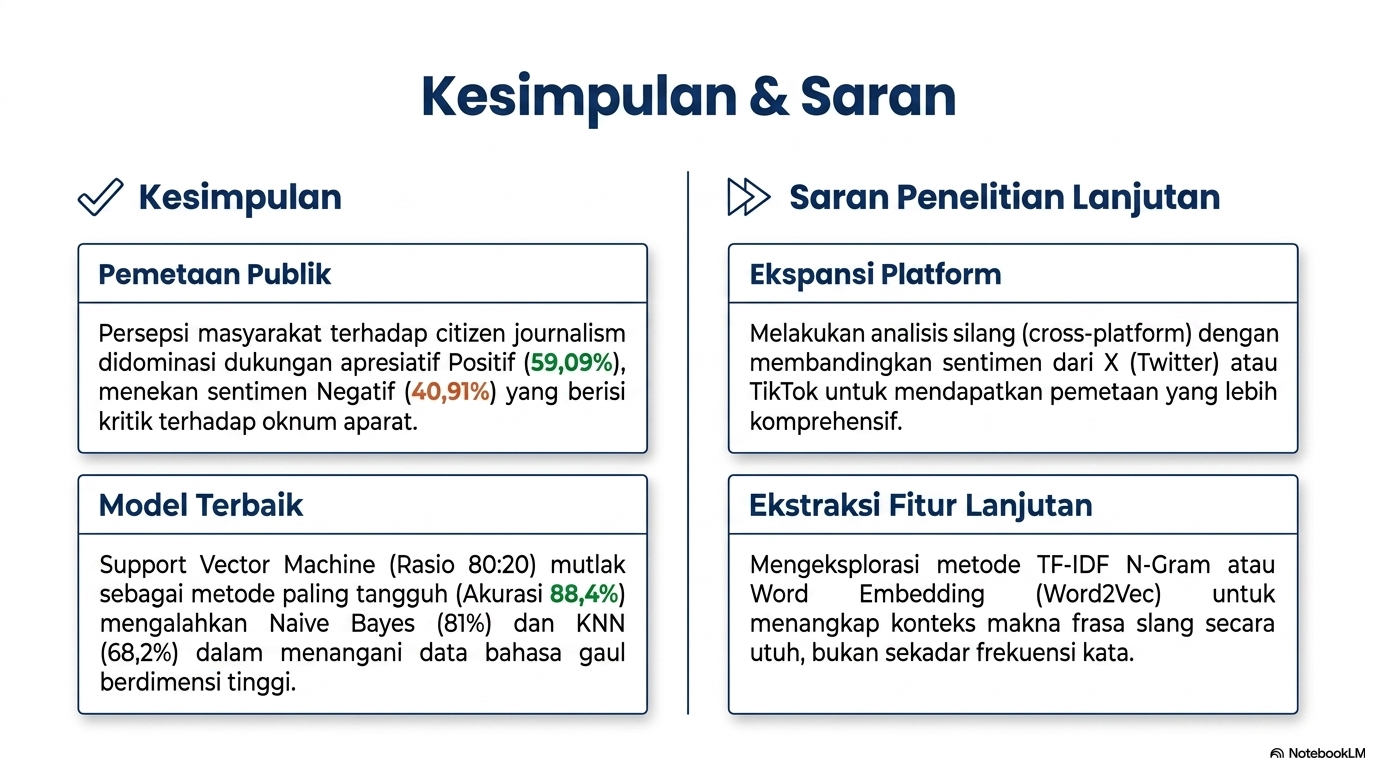 Kesimpulan & Saran
Kesimpulan
Pemetaan Publik
Persepsi masyarakat terhadap citizen journalism
didominasi dukungan apresiatif Positif (59,09%),
menekan sentimen Negatif (40,91%) yang berisi
kritik terhadap oknum aparat.
Model Terbaik
Support Vector Machine (Rasio 80:20) mutlak
sebagai metode paling tangguh (Akurasi 88,4%)
mengalahkan Naive Bayes (81%) dan KNN
(68,2%) dalam menangani data bahasa gaul
berdimensi tinggi.
Saran Penelitian Lanjutan
Ekspansi Platform
Melakukan analisis silang (cross-platform) dengan
membandingkan sentimen dari X (Twitter) atau
TikTok untuk mendapatkan pemetaan yang lebih
komprehensif.
Ekstraksi Fitur Lanjutan
Mengeksplorasi metode TF-IDF N-Gram atau
Word Embedding (Word2Vec) untuk
menangkap konteks makna frasa slang secara
utuh, bukan sekadar frekuensi kata.
NotebookLM